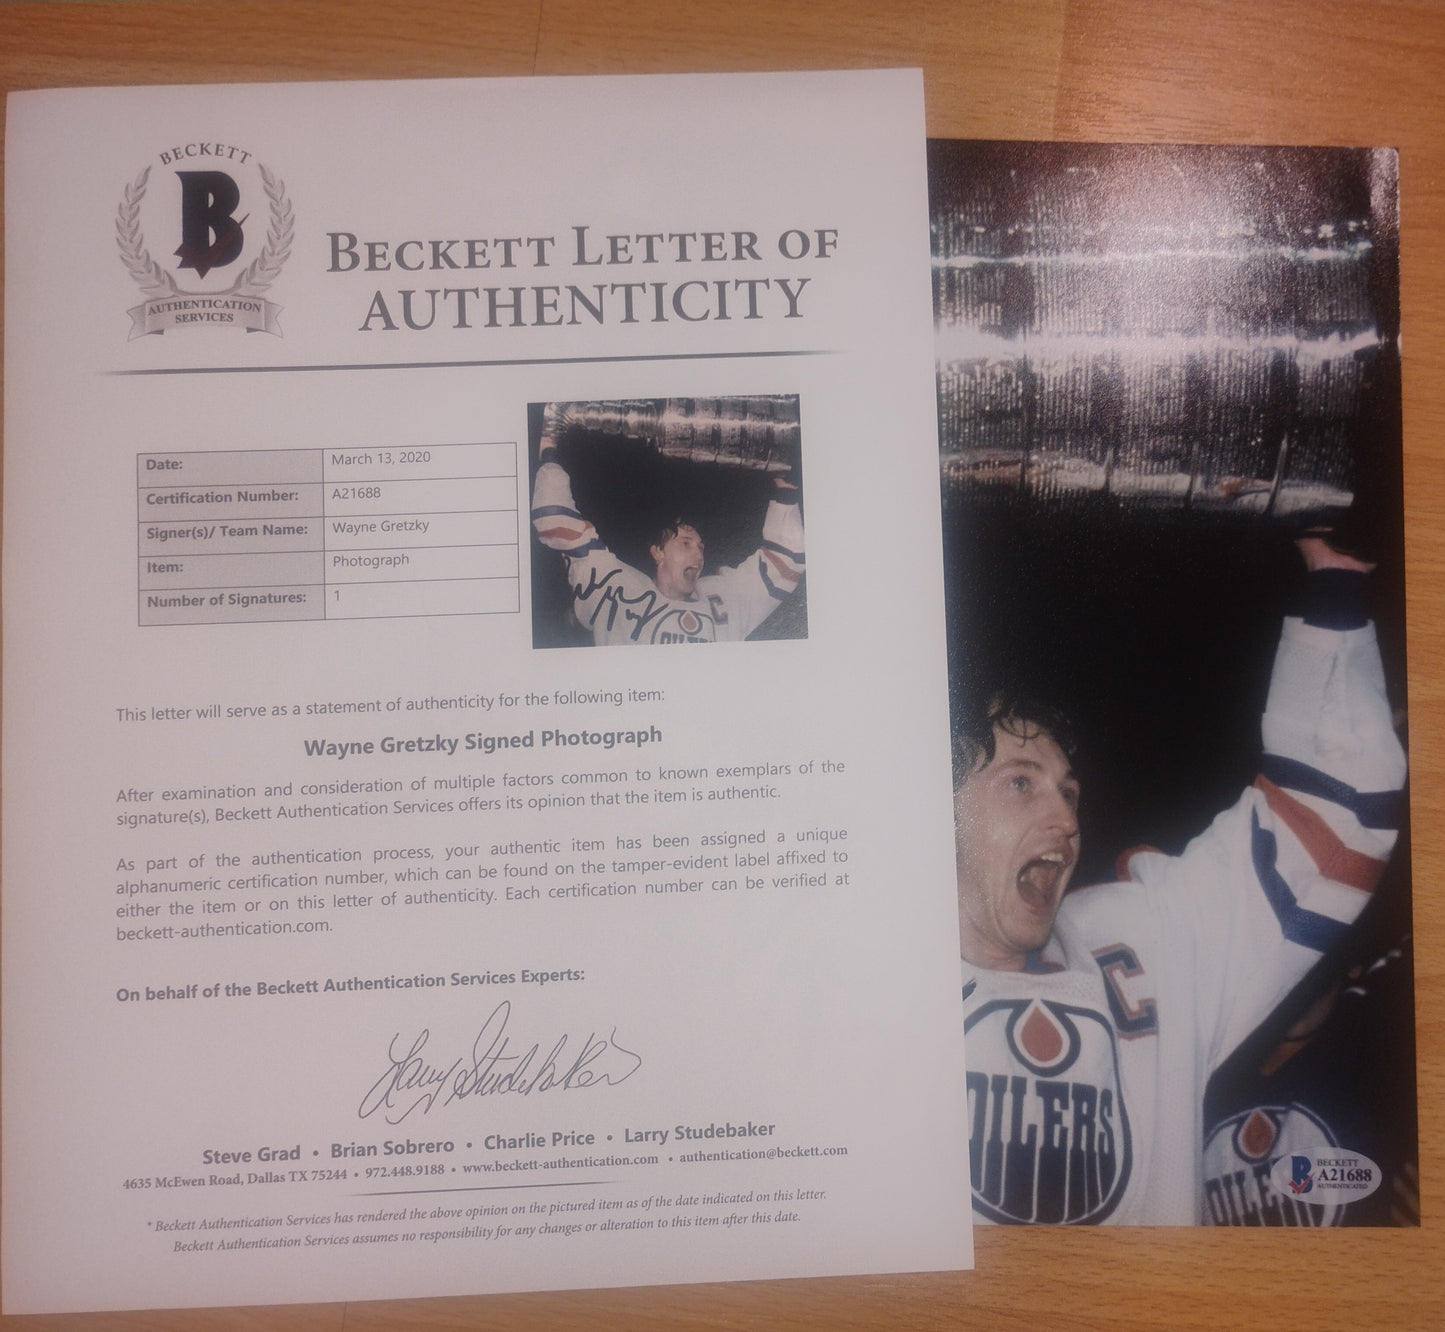 BECKETT
B
AUTHENTICATION
SERVICES
BECKETT LETTER OF
AUTHENTICITY
Date: March 13, 2020
Certification Number: A21688
Signer(s)/ Team Name: Wayne Gretzky
Item: Photograph
Number of Signatures: 1
C
OILERS
This letter will serve as a statement of authenticity for the following item:
Wayne Gretzky Signed Photograph
After examination and consideration of multiple factors common to known exemplars of the
signature(s), Beckett Authentication Services offers its opinion that the item is authentic.
As part of the authentication process, your authentic item has been assigned a unique
alphanumeric certification number, which can be found on the tamper-evident label affixed to
either the item or on this letter of authenticity. Each certification number can be verified at
beckett-authentication.com.
On behalf of the Beckett Authentication Services Experts:
Larry Studebaker
Steve Grad • Brian Sobrero • Charlie Price • Larry Studebaker
4635 McEwen Road, Dallas TX 75244 • 972.448.9188 • www.beckett-authentication.com • authentication@beckett.com
* Beckett Authentication Services has rendered the above opinion on the pictured item as of the date indicated on this letter.
Beckett Authentication Services assumes no responsibility for any changes or alteration to this item after this date.
C
OILERS
OILE
B
BECKETT
A21688
AUTHENTICATED